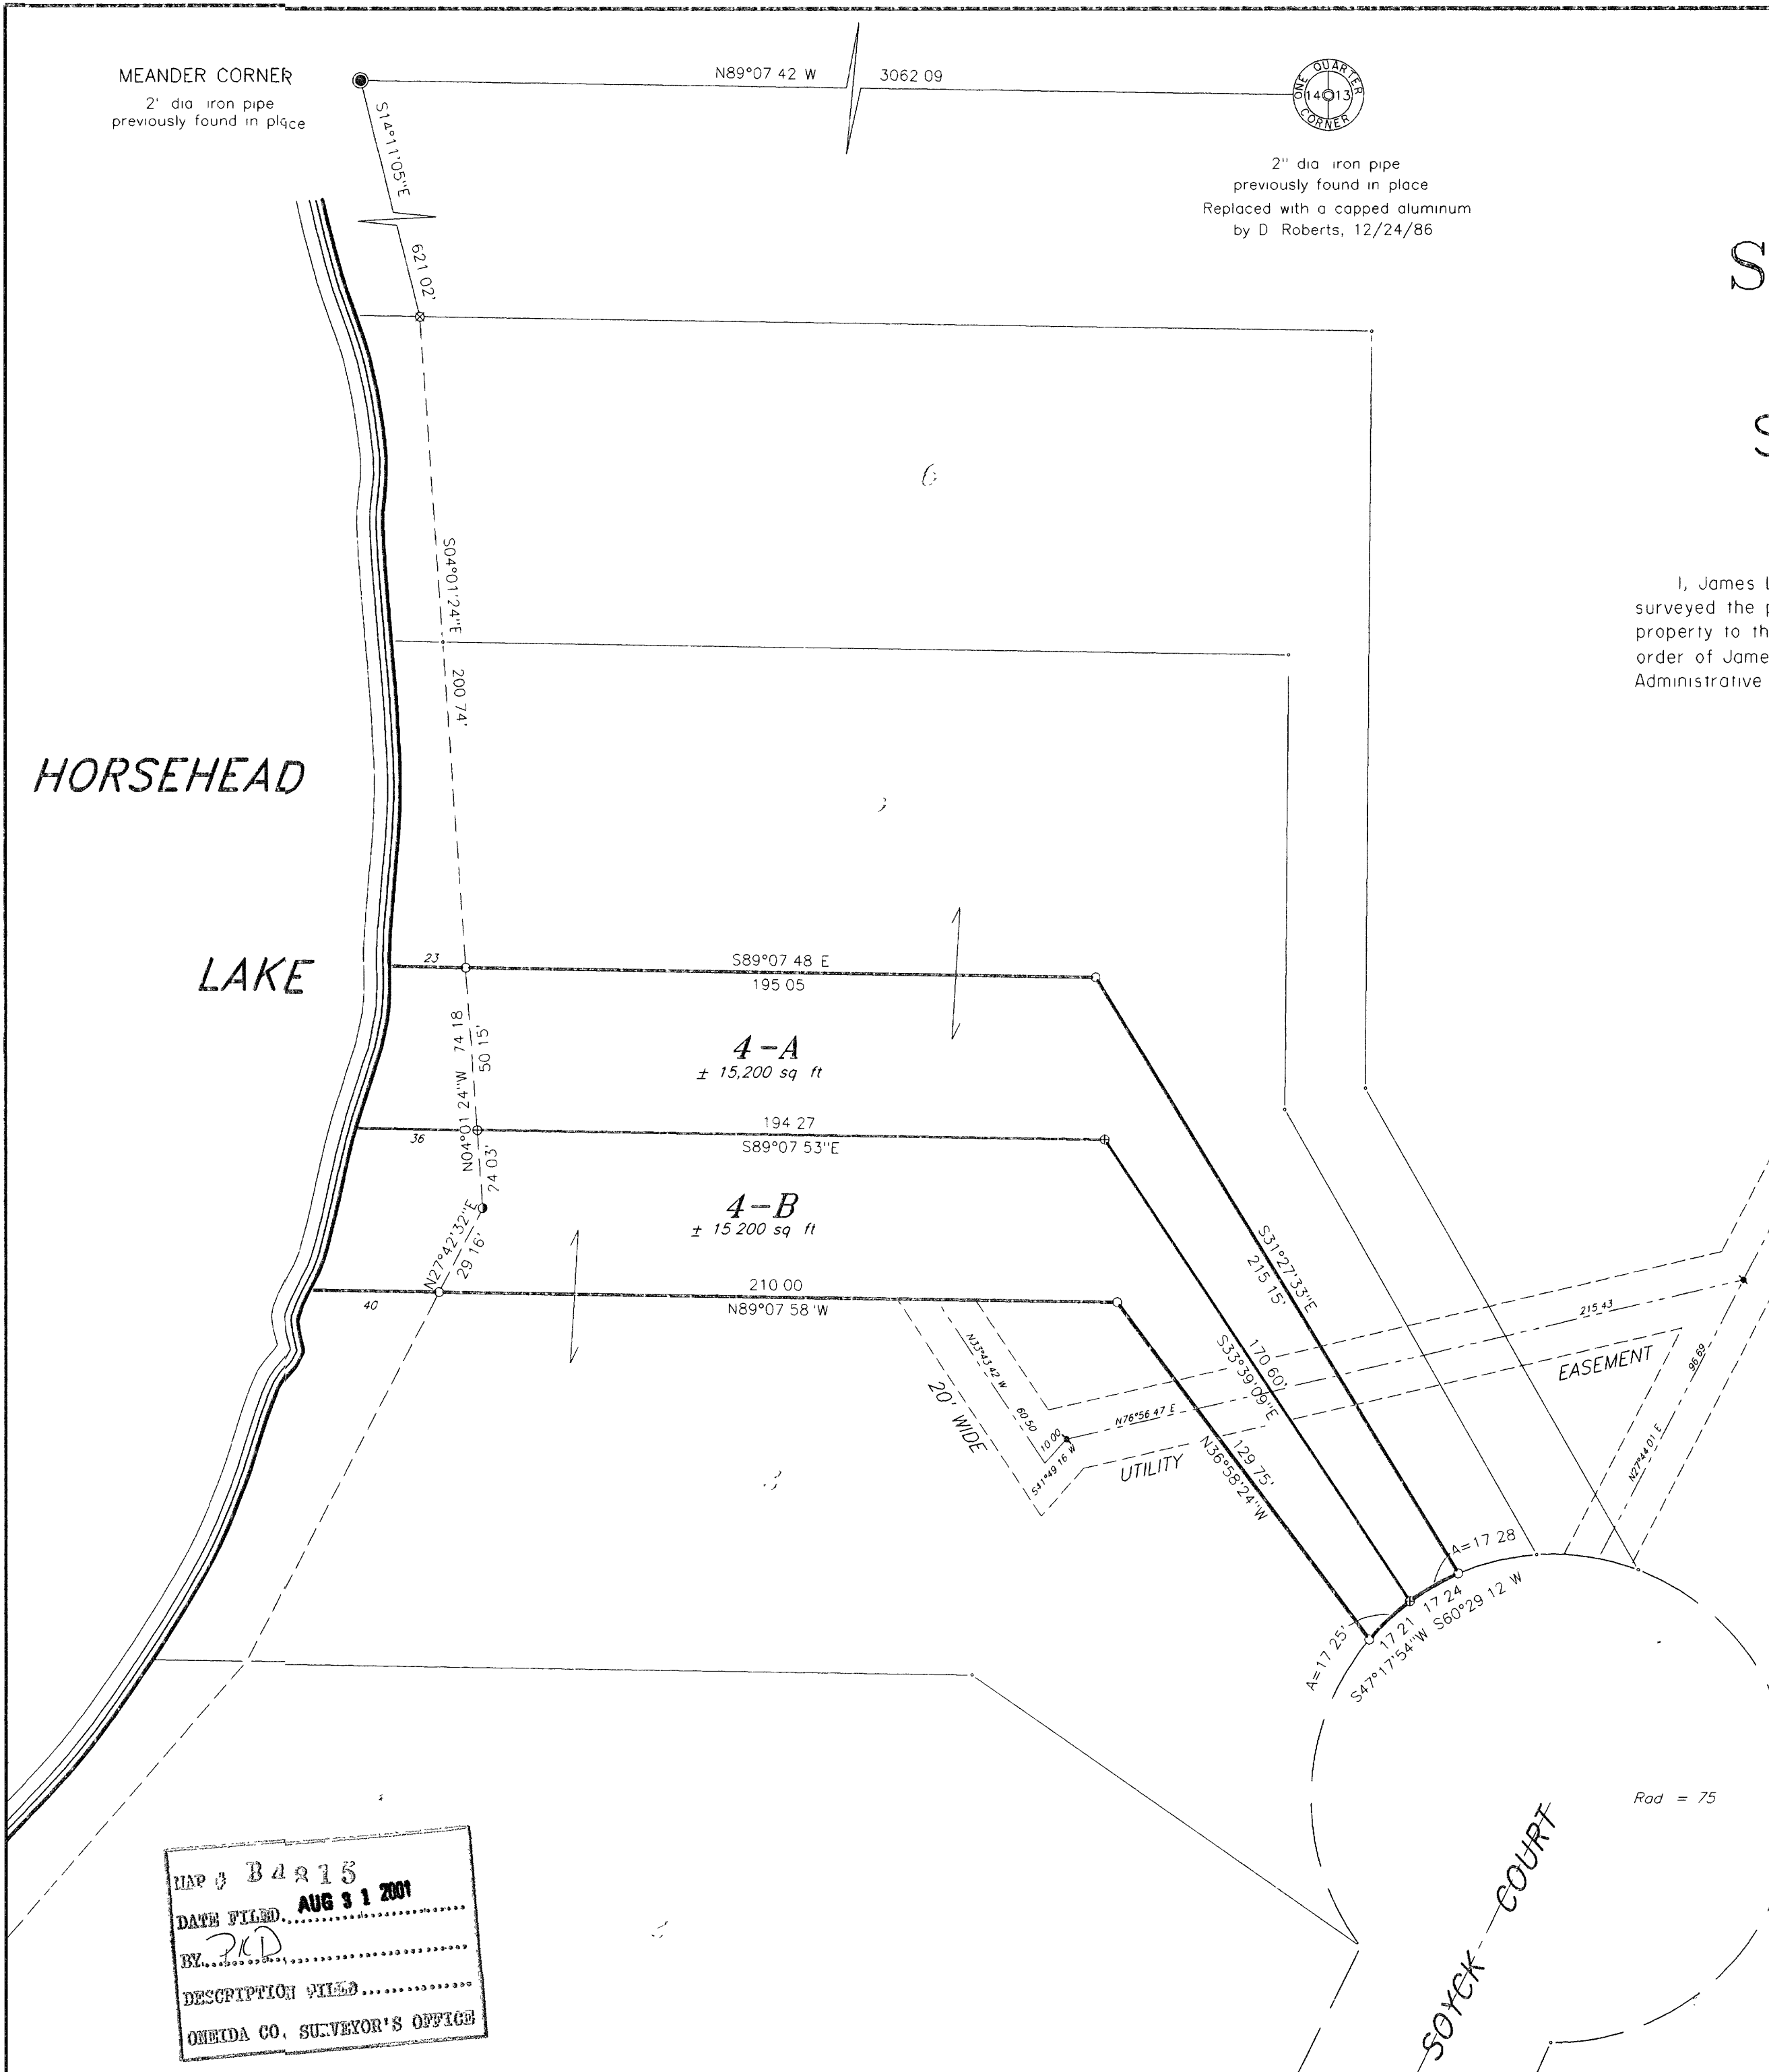 MEANDER CORNER
2' dia iron pipe
previously found in place
N89°07 42 W
3062 09
ONE QUARTER
14 13
CORNER
2" dia iron pipe
previously found in place
Replaced with a capped aluminum
by D Roberts, 12/24/86
S14°11'05"E
621 02'
S
S
6
S04°01'24"E
200 74'
I, James
surveyed the
property to th
order of Jame
Administrative
HORSEHEAD
LAKE
23
S89°07 48 E
195 05
N04°01 24"W 74 18
50 15'
4-A
± 15,200 sq ft
36
194 27
S89°07 53"E
24 03'
4-B
± 15 200 sq ft
N27°42'32"E
29 16'
40
210 00
N89°07 58 'W
S31°27'33"E
215 15'
170 60'
S33°39'09"E
129 75'
N36°58'24"W
N33°43 42 W
60 50
20' WIDE
10 00
S41°49 16 W
N76°56 47 E
215 43
UTILITY
EASEMENT
96 69
N27°44 01 E
3
A=17 28
17 24
S60°29 12 W
A=17 25'
17 21
S47°17'54"W
Rad = 75
SOYCK COURT
MAP # B4215
DATE FILED. AUG 31 2001
BY. PKD
DESCRIPTION FILED
ONEIDA CO. SURVEYOR'S OFFICE